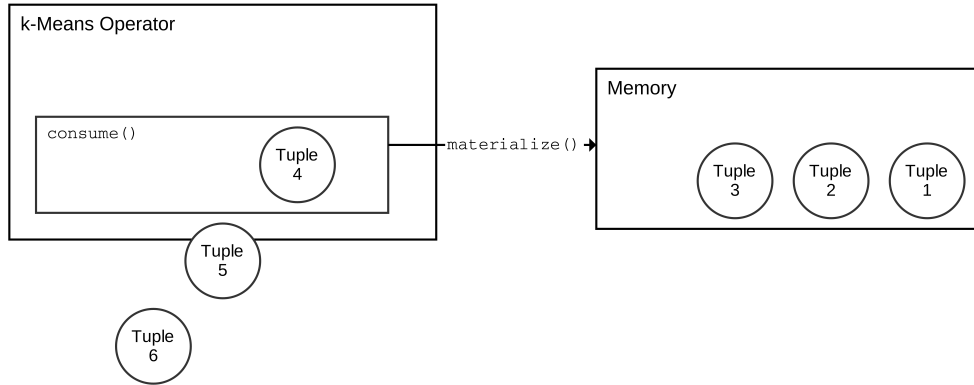 k-Means Operator
consume()
Tuple
4
materialize()
Memory
Tuple
3
Tuple
2
Tuple
1
Tuple
5
Tuple
6